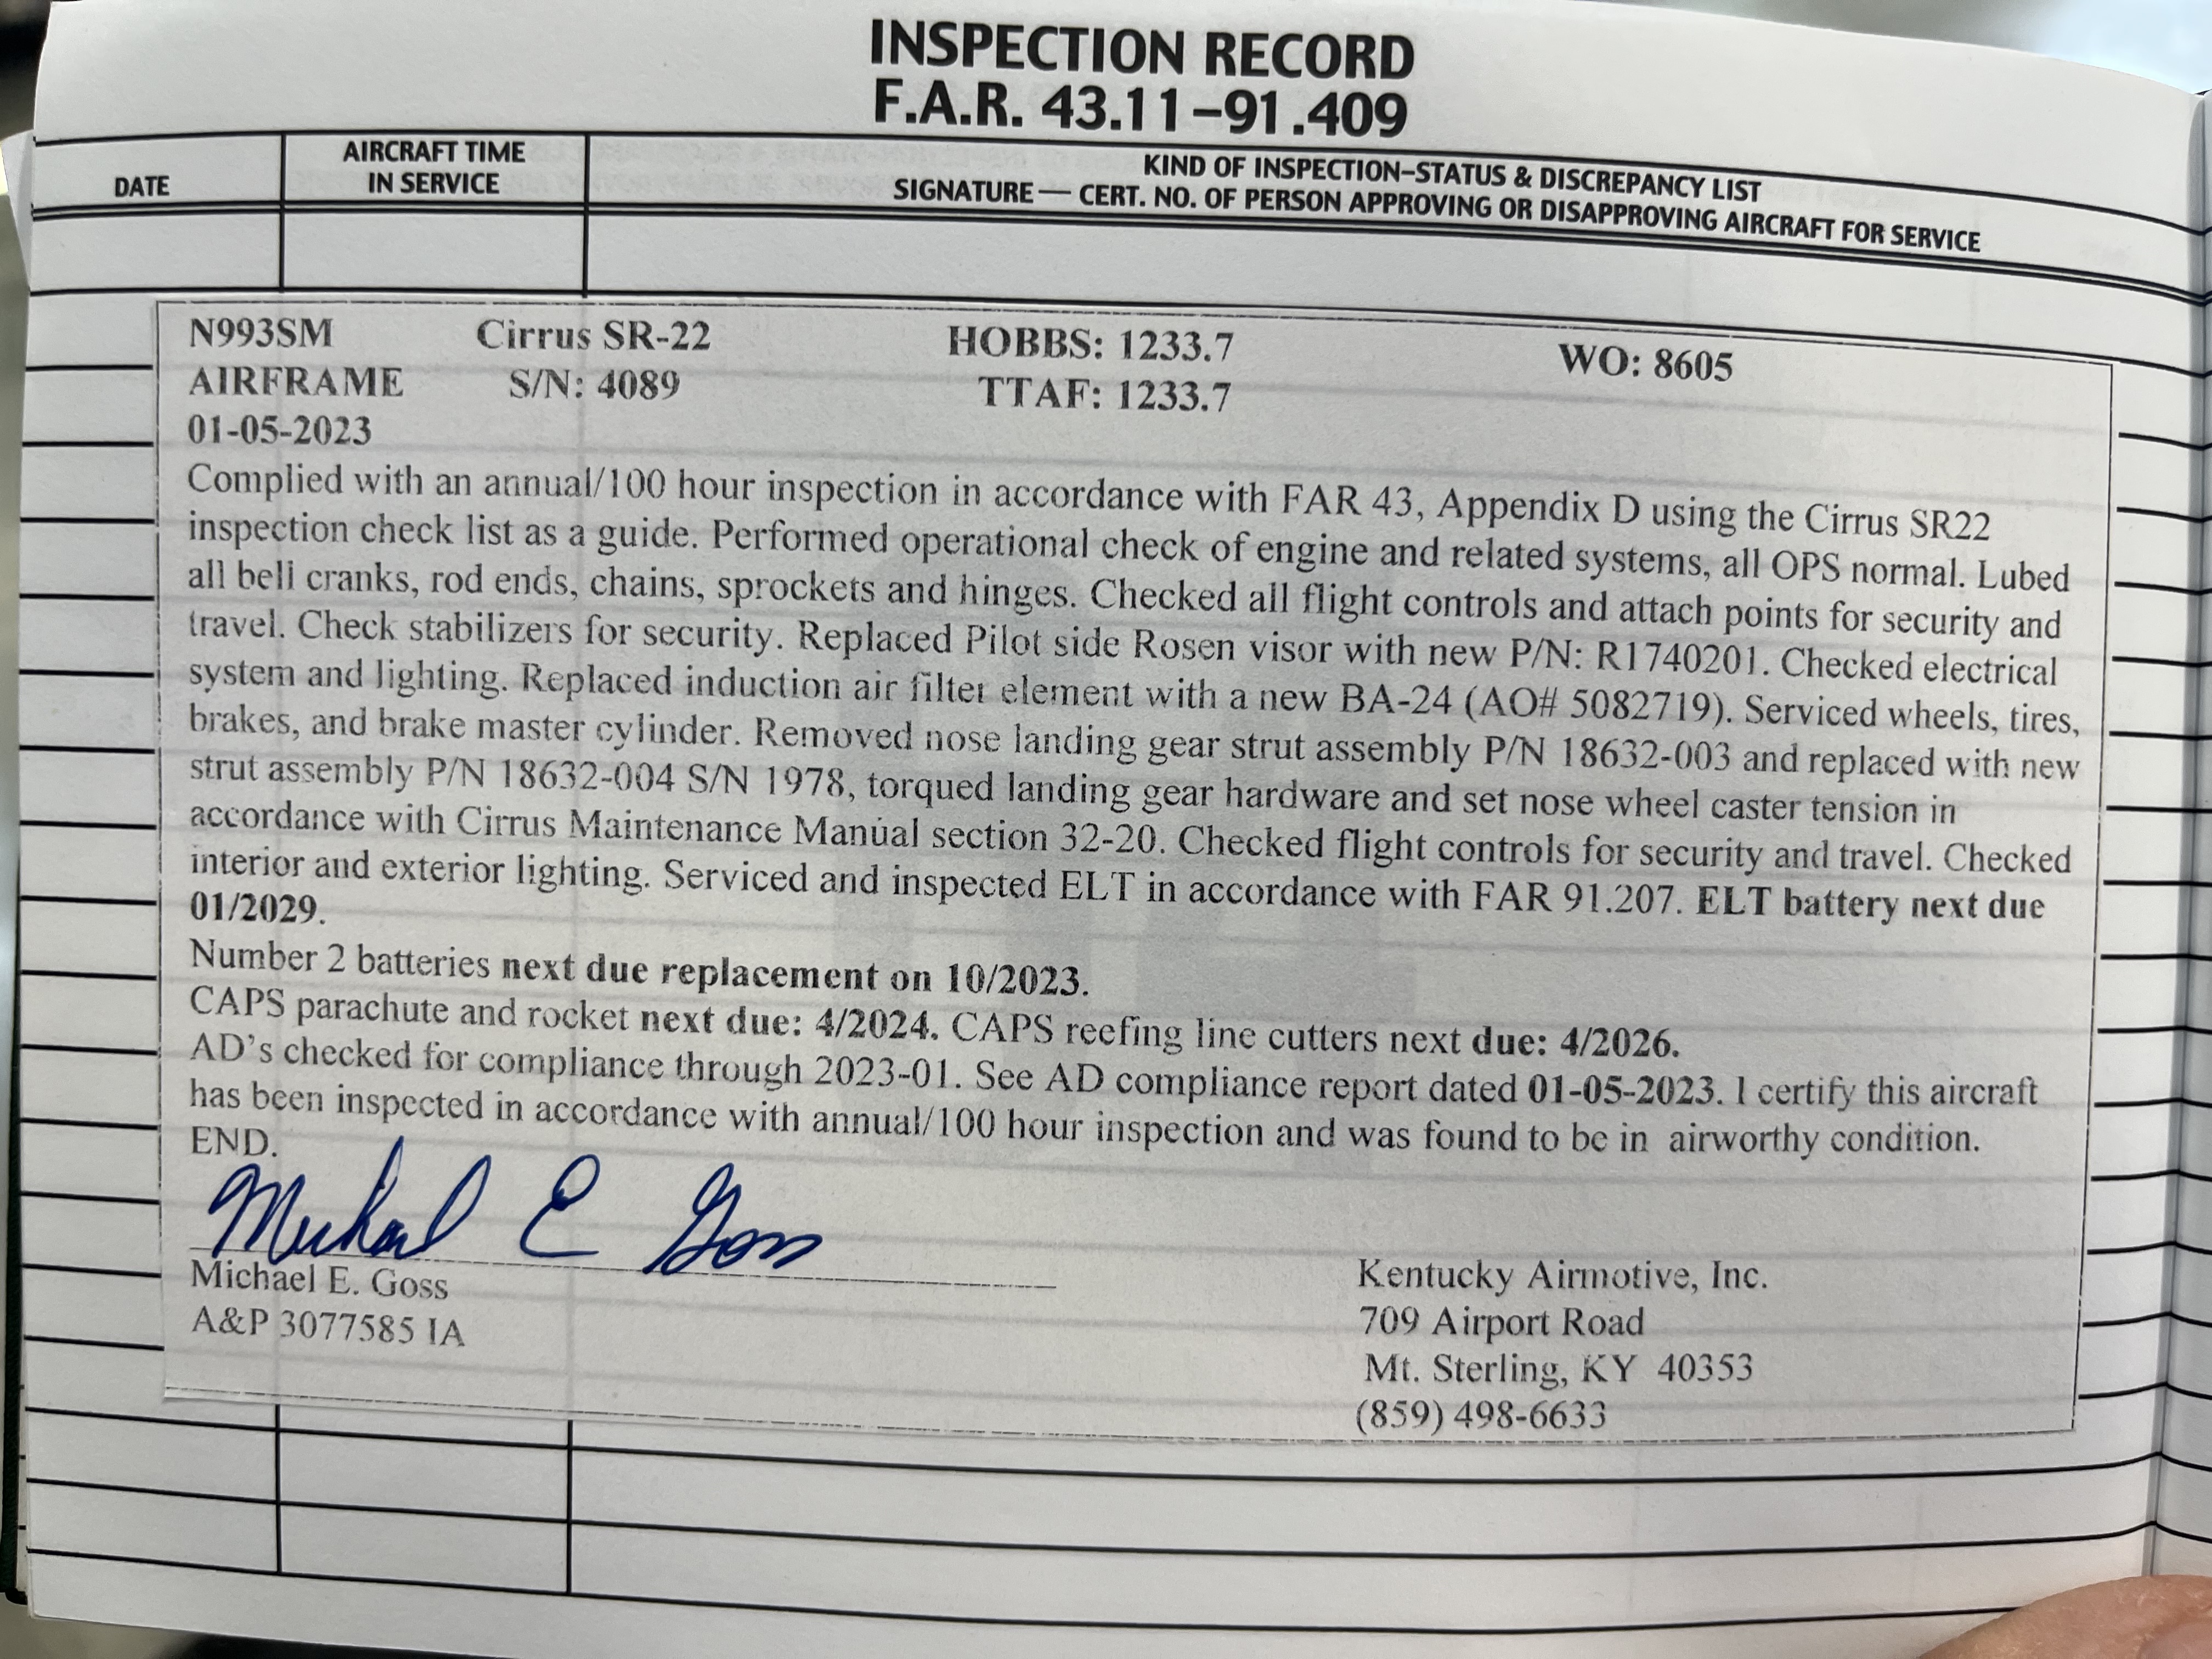 INSPECTION RECORD
F.A.R. 43.11–91.409
DATE
AIRCRAFT TIME
IN SERVICE
KIND OF INSPECTION–STATUS & DISCREPANCY LIST
SIGNATURE — CERT. NO. OF PERSON APPROVING OR DISAPPROVING AIRCRAFT FOR SERVICE
N993SM Cirrus SR-22 HOBBS: 1233.7 WO: 8605
AIRFRAME S/N: 4089 TTAF: 1233.7
01-05-2023
Complied with an annual/100 hour inspection in accordance with FAR 43, Appendix D using the Cirrus SR22
inspection check list as a guide. Performed operational check of engine and related systems, all OPS normal. Lubed
all bell cranks, rod ends, chains, sprockets and hinges. Checked all flight controls and attach points for security and
travel. Check stabilizers for security. Replaced Pilot side Rosen visor with new P/N: R1740201. Checked electrical
system and lighting. Replaced induction air filter element with a new BA-24 (AO# 5082719). Serviced wheels, tires,
brakes, and brake master cylinder. Removed nose landing gear strut assembly P/N 18632-003 and replaced with new
strut assembly P/N 18632-004 S/N 1978, torqued landing gear hardware and set nose wheel caster tension in
accordance with Cirrus Maintenance Manual section 32-20. Checked flight controls for security and travel. Checked
interior and exterior lighting. Serviced and inspected ELT in accordance with FAR 91.207. ELT battery next due
01/2029.
Number 2 batteries next due replacement on 10/2023.
CAPS parachute and rocket next due: 4/2024. CAPS reefing line cutters next due: 4/2026.
AD's checked for compliance through 2023-01. See AD compliance report dated 01-05-2023. I certify this aircraft
has been inspected in accordance with annual/100 hour inspection and was found to be in airworthy condition.
END.
Michael E Goss
Michael E. Goss
A&P 3077585 IA
Kentucky Airmotive, Inc.
709 Airport Road
Mt. Sterling, KY 40353
(859) 498-6633